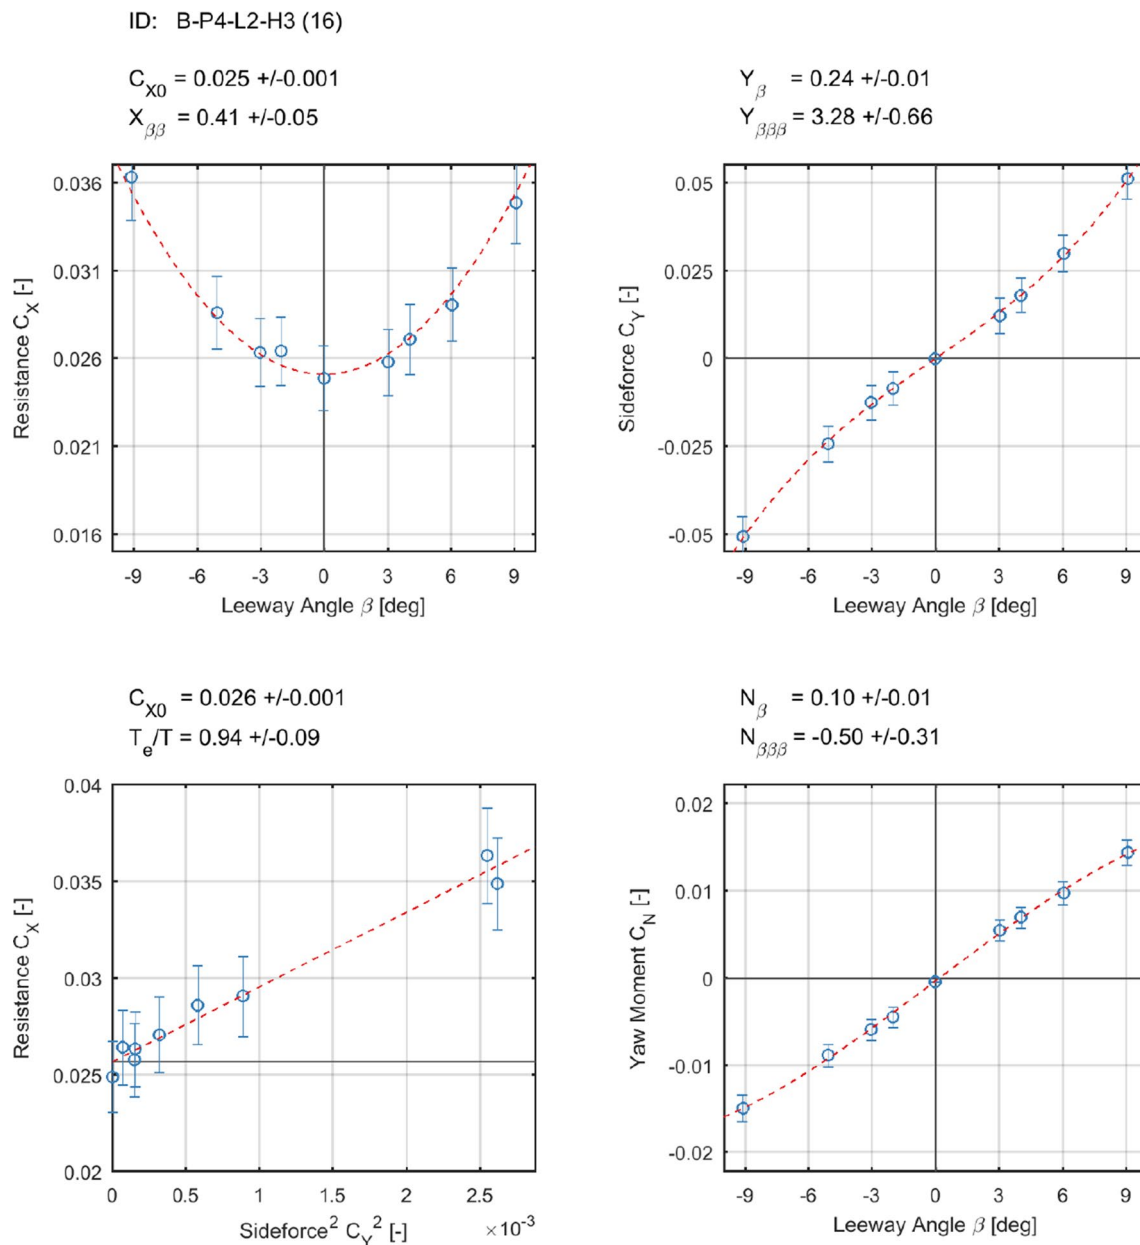 ID: B-P4-L2-H3 (16)
C_X0 = 0.025 +/-0.001
X_ββ = 0.41 +/-0.05
0.036
0.031
0.026
0.021
0.016
Resistance C_X [-]
-9 -6 -3 0 3 6 9
Leeway Angle β [deg]
Y_β = 0.24 +/-0.01
Y_βββ = 3.28 +/-0.66
0.05
0.025
0
-0.025
-0.05
Sideforce C_Y [-]
-9 -6 -3 0 3 6 9
Leeway Angle β [deg]
C_X0 = 0.026 +/-0.001
T_e/T = 0.94 +/-0.09
0.04
0.035
0.03
0.025
0.02
Resistance C_X [-]
0 0.5 1 1.5 2 2.5
×10⁻³
Sideforce² C_Y² [-]
N_β = 0.10 +/-0.01
N_βββ = -0.50 +/-0.31
0.02
0.01
0
-0.01
-0.02
Yaw Moment C_N [-]
-9 -6 -3 0 3 6 9
Leeway Angle β [deg]